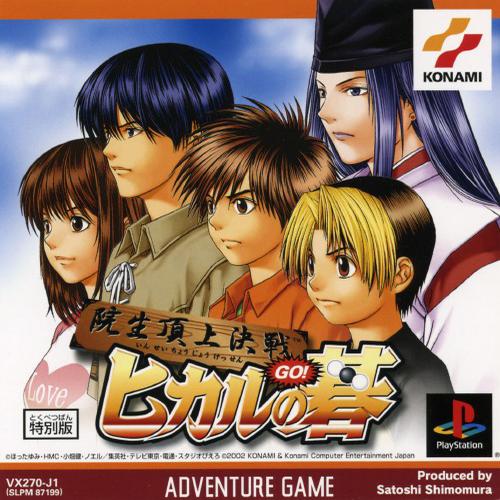 KONAMI
院生頂上決戦™
いんせいちょうじょうけっせん
GO!
ヒカルの碁
Love
とくべつばん
特別版
PlayStation
©ほったゆみ・HMC・小畑健・ノエル/集英社・テレビ東京・電通・スタジオぴえろ ©2002 KONAMI & Konami Computer Entertainment Japan
VX270-J1
(SLPM 87199)
ADVENTURE GAME
Produced by
Satoshi Shimomura